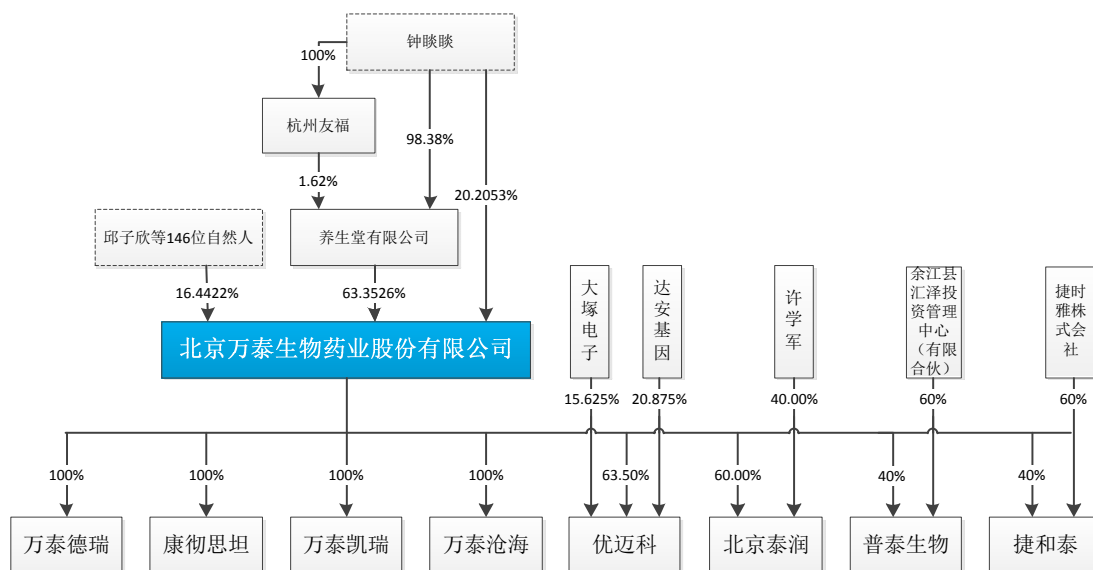 钟睒睒
100%
杭州友福
98.38%
1.62%
20.2053%
邱子欣等146位自然人
养生堂有限公司
16.4422%
63.3526%
北京万泰生物药业股份有限公司
大塚电子
达安基因
许学军
余江县
汇泽投
资管理
中心
（有限
合伙）
捷时
雅株
式会
社
15.625%
20.875%
40.00%
60%
60%
100%
100%
100%
100%
63.50%
60.00%
40%
40%
万泰德瑞
康彻思坦
万泰凯瑞
万泰沧海
优迈科
北京泰润
普泰生物
捷和泰